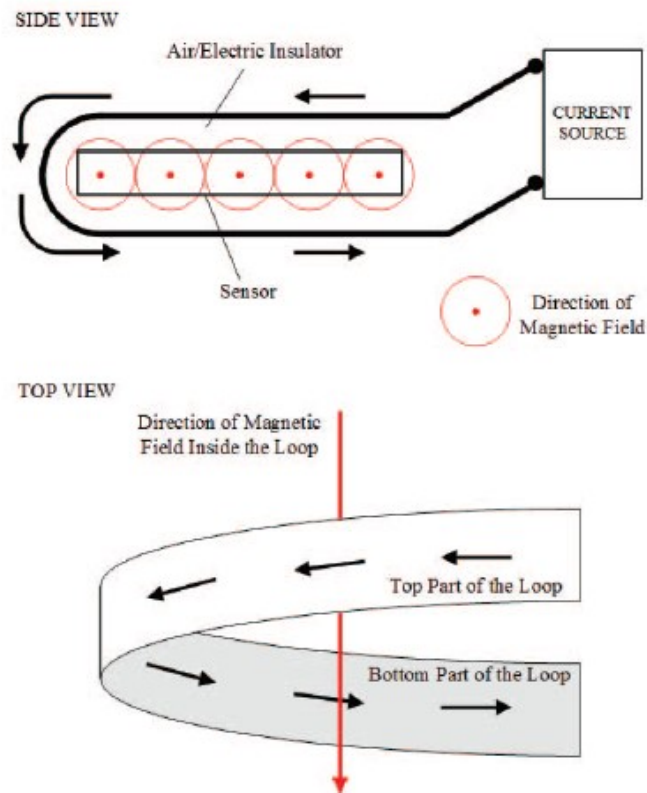 SIDE VIEW
Air/Electric Insulator
CURRENT
SOURCE
Sensor
Direction of
Magnetic Field
TOP VIEW
Direction of Magnetic
Field Inside the Loop
Top Part of the Loop
Bottom Part of the Loop